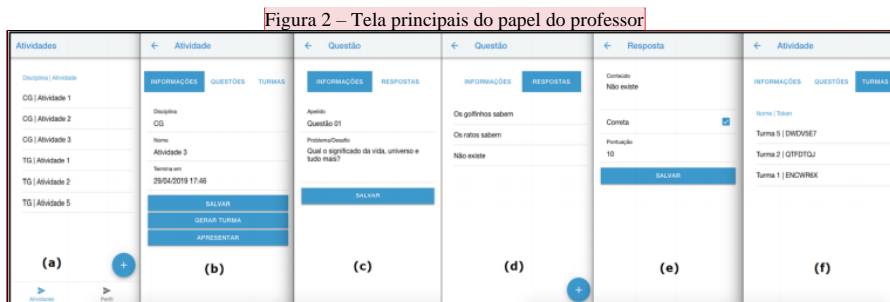 Figura 2 – Tela principais do papel do professor
Atividades
Disciplina | Atividade
CG | Atividade 1
CG | Atividade 2
CG | Atividade 3
TG | Atividade 1
TG | Atividade 2
TG | Atividade 5
(a)
+
Atividades
Perfil
← Atividade
INFORMAÇÕES QUESTÕES TURMAS
Disciplina
CG
Nome
Atividade 3
Termina em
29/04/2019 17:46
SALVAR
GERAR TURMA
APRESENTAR
(b)
← Questão
INFORMAÇÕES RESPOSTAS
Apelido
Questão 01
Problema/Desafio
Qual o significado da vida, universo e
tudo mais?
SALVAR
(c)
← Questão
INFORMAÇÕES RESPOSTAS
Os golfinhos sabem
Os ratos sabem
Não existe
(d)
+
← Resposta
Conteúdo
Não existe
Correta
Pontuação
10
SALVAR
(e)
← Atividade
INFORMAÇÕES QUESTÕES TURMAS
Nome | Token
Turma 5 | DWDV5E7
Turma 2 | QTFDTQJ
Turma 1 | ENCWR6X
(f)